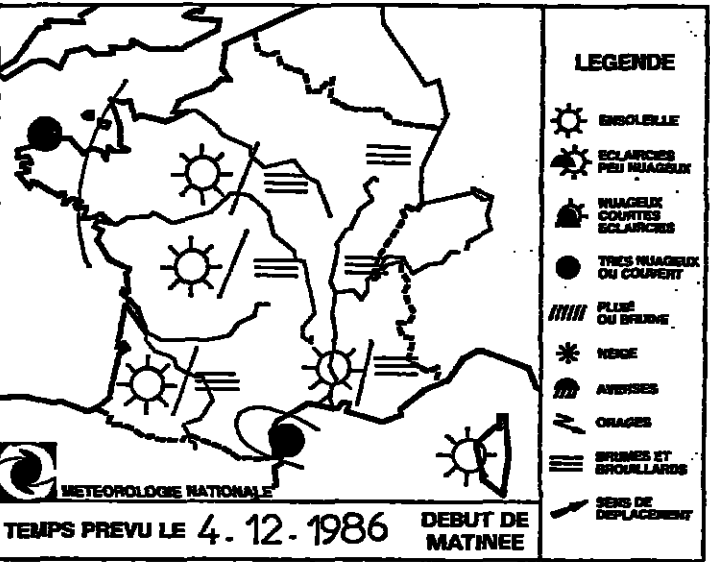 LEGENDE
ENSOLEILLE
ECLAIRCIES
PEU NUAGEUX
NUAGEUX
COURTES
ECLAIRCIES
TRES NUAGEUX
OU COUVERT
PLUIE
OU BRUINE
NEIGE
AVERSES
ORAGES
BRUMES ET
BROUILLARDS
SENS DE
DEPLACEMENT
METEOROLOGIE NATIONALE
TEMPS PREVU LE 4.12.1986 DEBUT DE
MATINEE